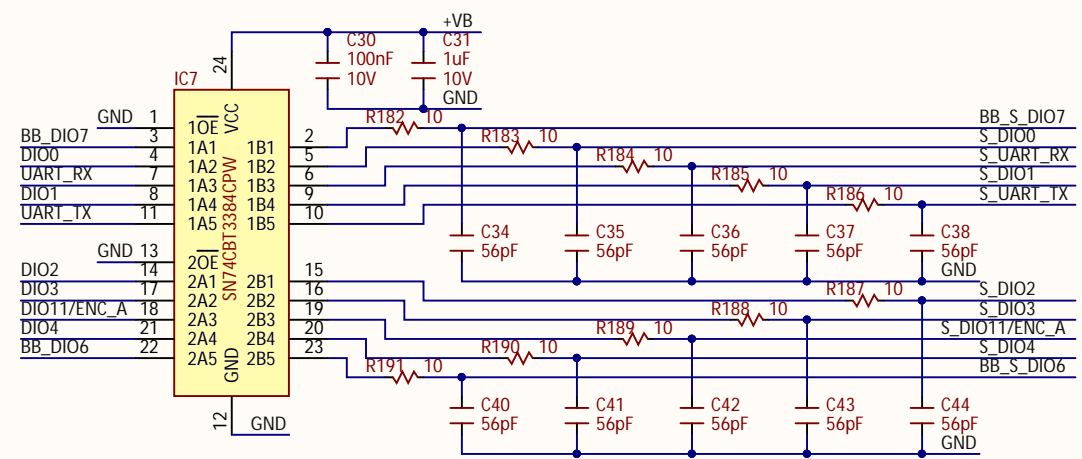 +VB
C30 C31
100nF 1uF
10V 10V
24
IC7
GND
VCC
GND 1 1OE
R182 10 BB_S_DIO7
BB_DIO7 3 1A1 1B1 2
R183 10 S_DIO0
DIO0 4 1A2 1B2 5
R184 10 S_UART_RX
UART_RX 7 1A3 1B3 6
R185 10 S_DIO1
DIO1 8 1A4 1B4 9
R186 10 S_UART_TX
UART_TX 11 1A5 1B5 10
SN74CBT3384CPW
C34 C35 C36 C37 C38
56pF 56pF 56pF 56pF 56pF
GND 13 2OE
GND
DIO2 14 2A1 2B1 15
R187 10 S_DIO2
DIO3 17 2A2 2B2 16
R188 10 S_DIO3
DIO11/ENC_A 18 2A3 2B3 19
R189 10 S_DIO11/ENC_A
DIO4 21 2A4 2B4 20
R190 10 S_DIO4
BB_DIO6 22 2A5 2B5 23
R191 10 BB_S_DIO6
GND
C40 C41 C42 C43 C44
56pF 56pF 56pF 56pF 56pF
12 GND
GND